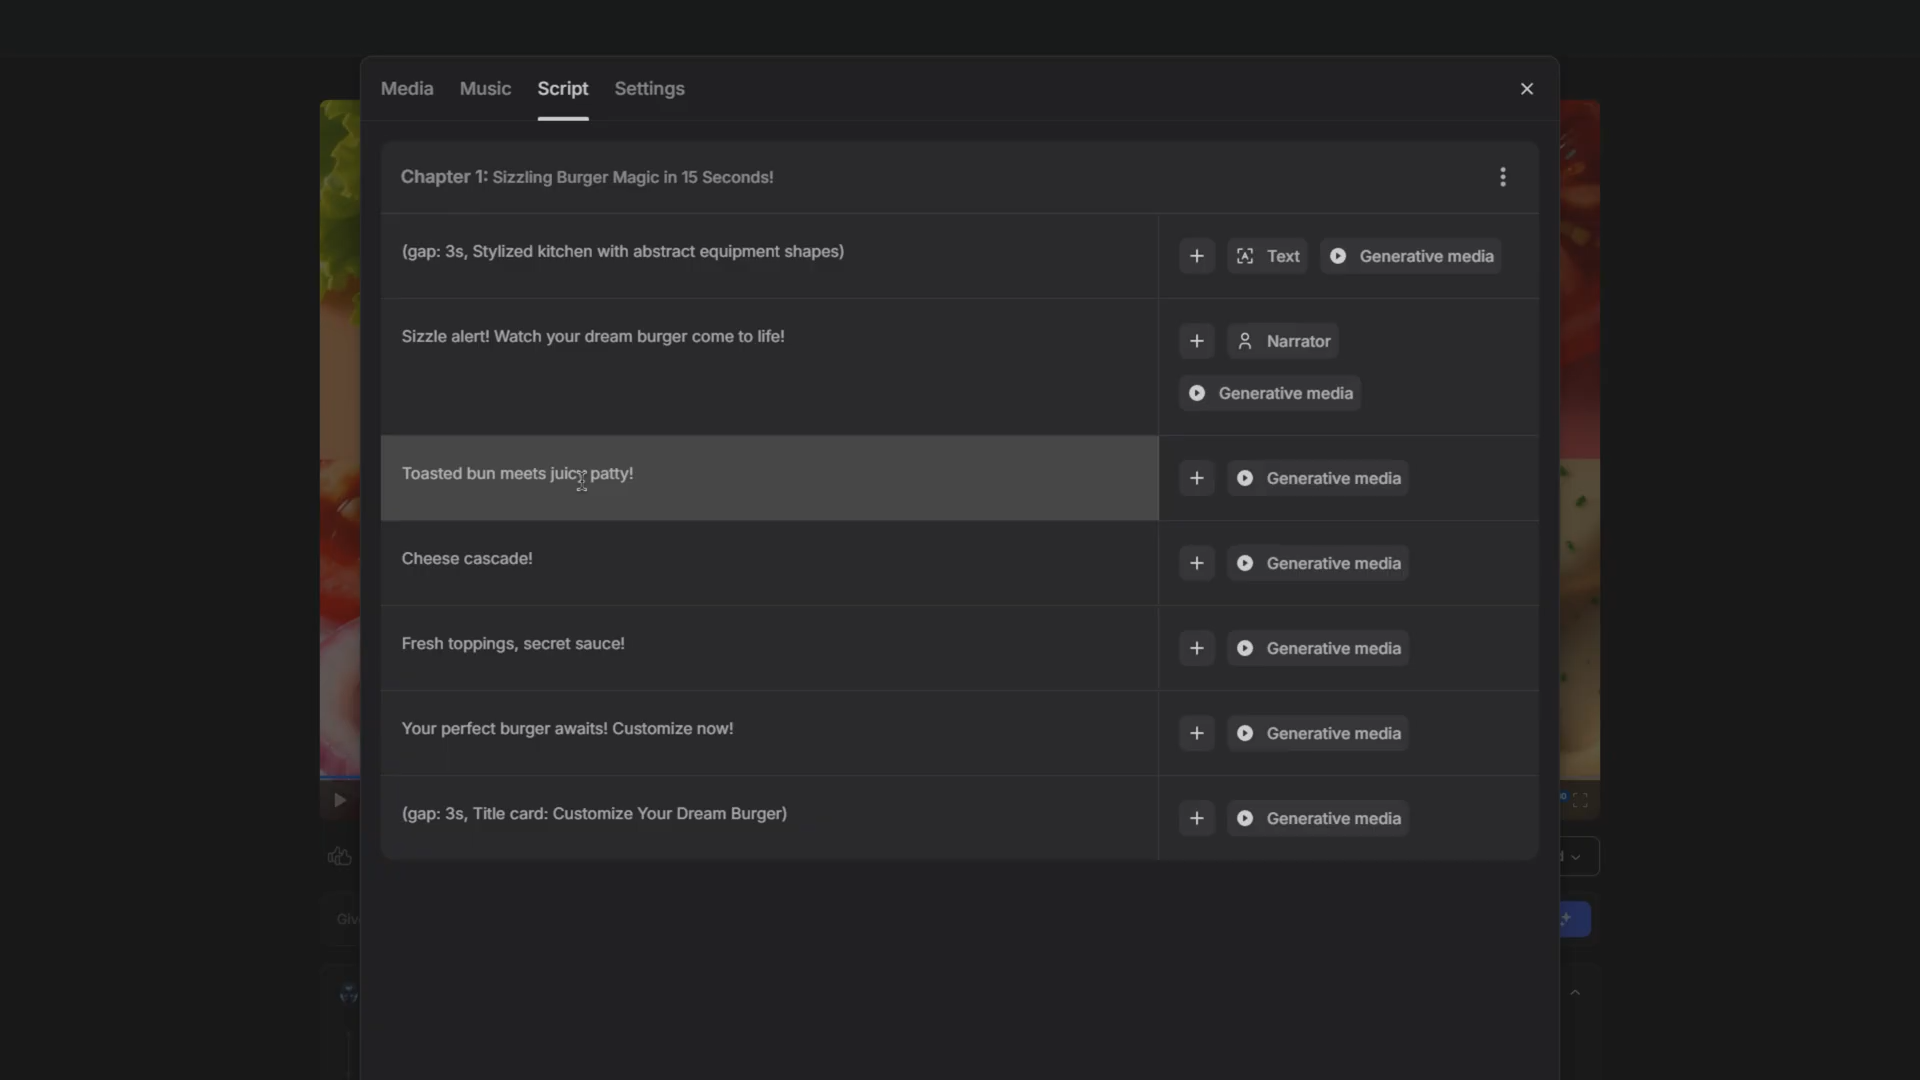 Media Music Script Settings
Chapter 1: Sizzling Burger Magic in 15 Seconds!
(gap: 3s, Stylized kitchen with abstract equipment shapes)
Text Generative media
Sizzle alert! Watch your dream burger come to life!
Narrator
Generative media
Toasted bun meets juicy patty!
Generative media
Cheese cascade!
Generative media
Fresh toppings, secret sauce!
Generative media
Your perfect burger awaits! Customize now!
Generative media
(gap: 3s, Title card: Customize Your Dream Burger)
Generative media